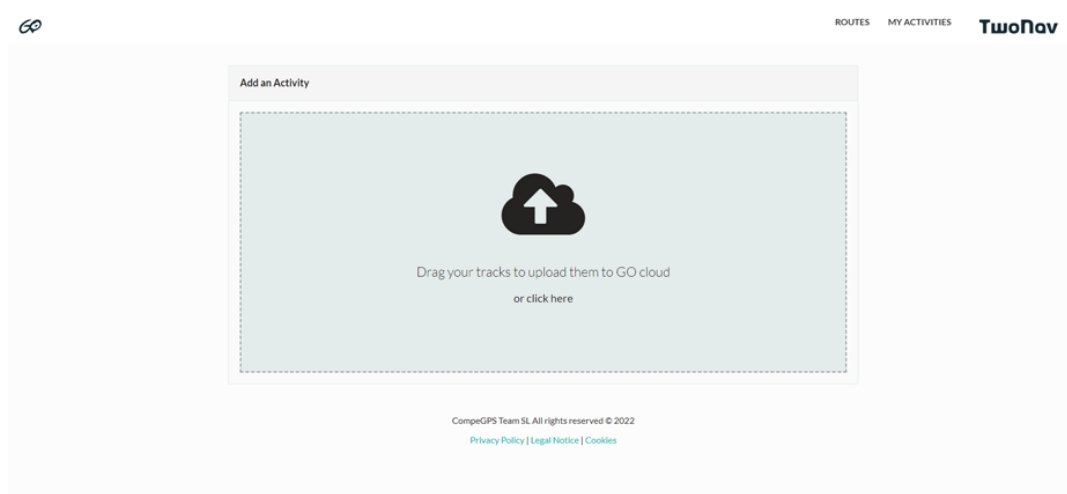 GO
ROUTES
MY ACTIVITIES
TwoNav
Add an Activity
Drag your tracks to upload them to GO cloud
or click here
CompeGPS Team SL All rights reserved © 2022
Privacy Policy | Legal Notice | Cookies